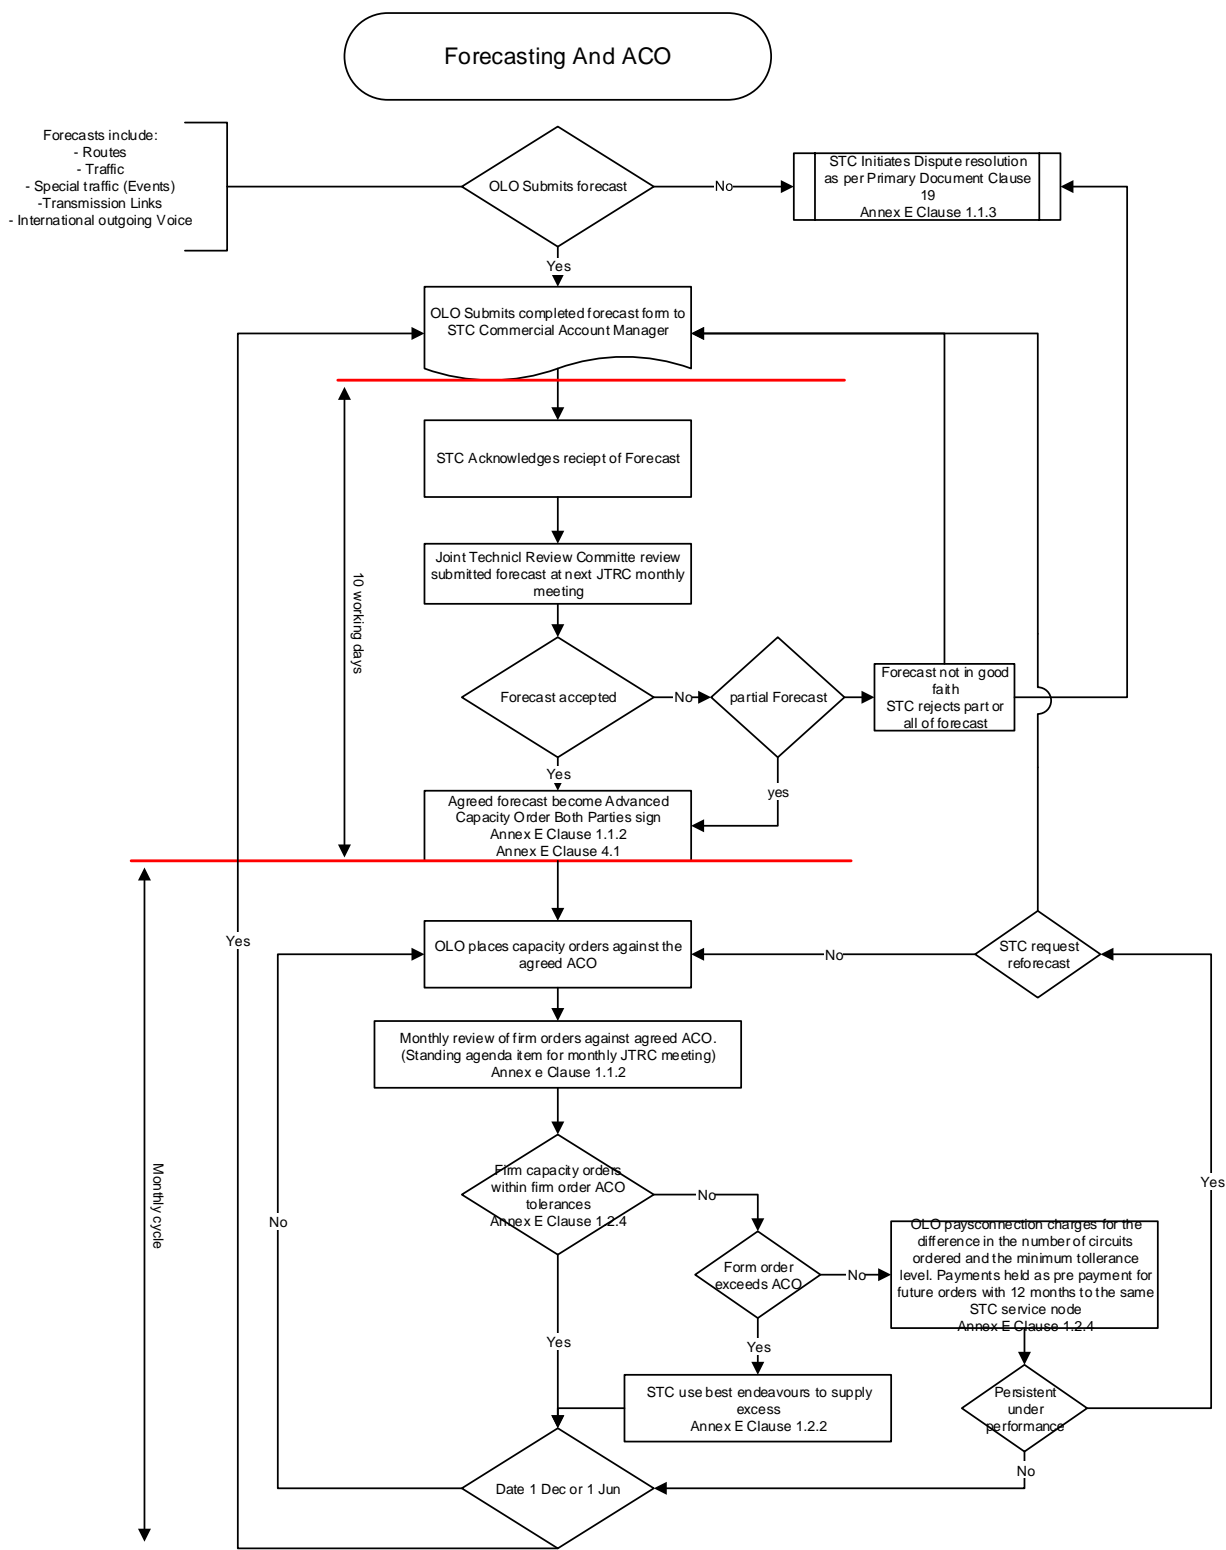 Forecasting And ACO
Forecasts include:
- Routes
- Traffic
- Special traffic (Events)
-Transmission Links
- International outgoing Voice
OLO Submits forecast
No
STC Initiates Dispute resolution
as per Primary Document Clause
19
Annex E Clause 1.1.3
Yes
OLO Submits completed forecast form to
STC Commercial Account Manager
STC Acknowledges reciept of Forecast
Joint Technicl Review Committe review
submitted forecast at next JTRC monthly
meeting
10 working days
Forecast accepted
No
partial Forecast
Forecast not in good
faith
STC rejects part or
all of forecast
Yes
yes
Agreed forecast become Advanced
Capacity Order Both Parties sign
Annex E Clause 1.1.2
Annex E Clause 4.1
Yes
OLO places capacity orders against the
agreed ACO
No
STC request
reforecast
Monthly review of firm orders against agreed ACO.
(Standing agenda item for monthly JTRC meeting)
Annex e Clause 1.1.2
Monthly cycle
No
Firm capacity orders
within firm order ACO
tolerances
Annex E Clause 1.2.4
No
Yes
Form order
exceeds ACO
No
OLO paysconnection charges for the
difference in the number of circuits
ordered and the minimum tollerance
level. Payments held as pre payment for
future orders with 12 months to the same
STC service node
Annex E Clause 1.2.4
Yes
Yes
STC use best endeavours to supply
excess
Annex E Clause 1.2.2
Persistent
under
performance
No
Date 1 Dec or 1 Jun